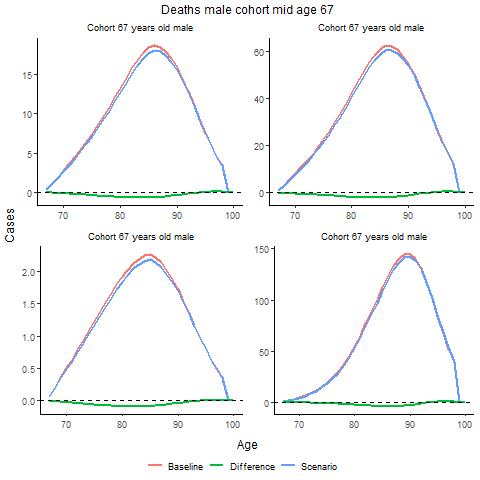 Deaths male cohort mid age 67
Cohort 67 years old male
Cohort 67 years old male
15
10
5
0
70 80 90 100
60
40
20
0
70 80 90 100
Cases
Cohort 67 years old male
Cohort 67 years old male
2.0
1.5
1.0
0.5
0.0
70 80 90 100
150
100
50
0
70 80 90 100
Age
Baseline Difference Scenario